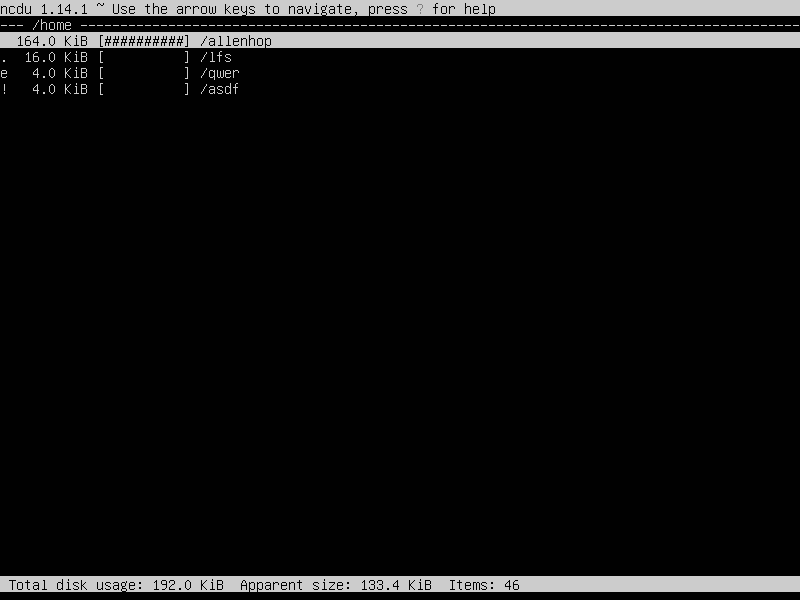 ncdu 1.14.1 ~ Use the arrow keys to navigate, press ? for help
--- /home ------------------------------------------------------------------------------------------
  164.0 KiB [##########] /allenhop
.  16.0 KiB [          ] /lfs
e   4.0 KiB [          ] /qwer
!   4.0 KiB [          ] /asdf
Total disk usage: 192.0 KiB  Apparent size: 133.4 KiB  Items: 46